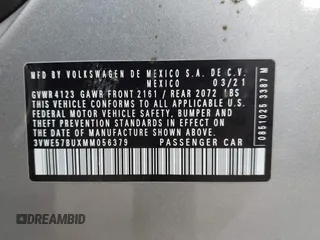 MFD BY VOLKSWAGEN DE MEXICO S.A. DE C.V.
MEXICO 03/21
GVWR 4123 GAWR FRONT 2161 / REAR 2072 LBS
THIS VEHICLE CONFORMS TO ALL APPLICABLE U.S.
FEDERAL MOTOR VEHICLE SAFETY, BUMPER, AND
THEFT PREVENTION STANDARDS IN EFFECT ON THE
DATE OF MANUFACTURE SHOWN ABOVE.
3VWE57BUXMM056379 PASSENGER CAR
0851025 3387 M
© DREAMBID